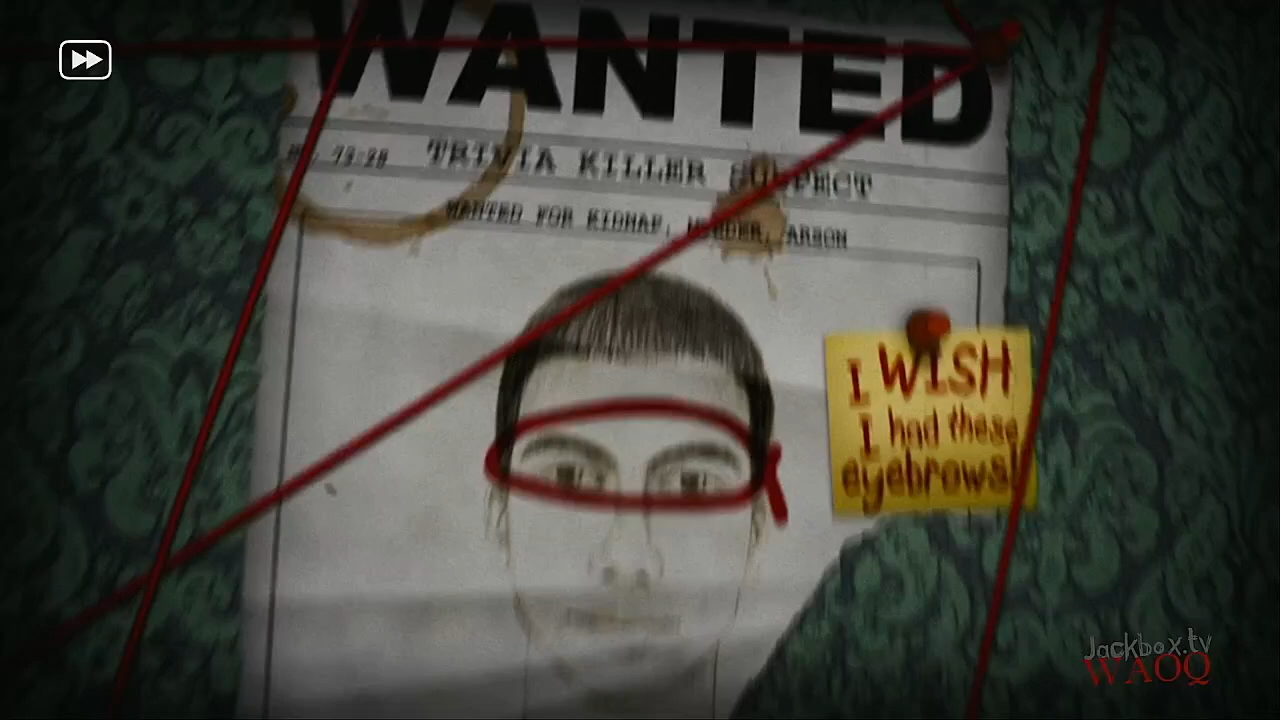 WANTED
TRIVIA KILLER SUSPECT
WANTED FOR KIDNAP, MURDER, ARSON
I WISH
I had these
eyebrows!
Jackbox.tv
WAOQ